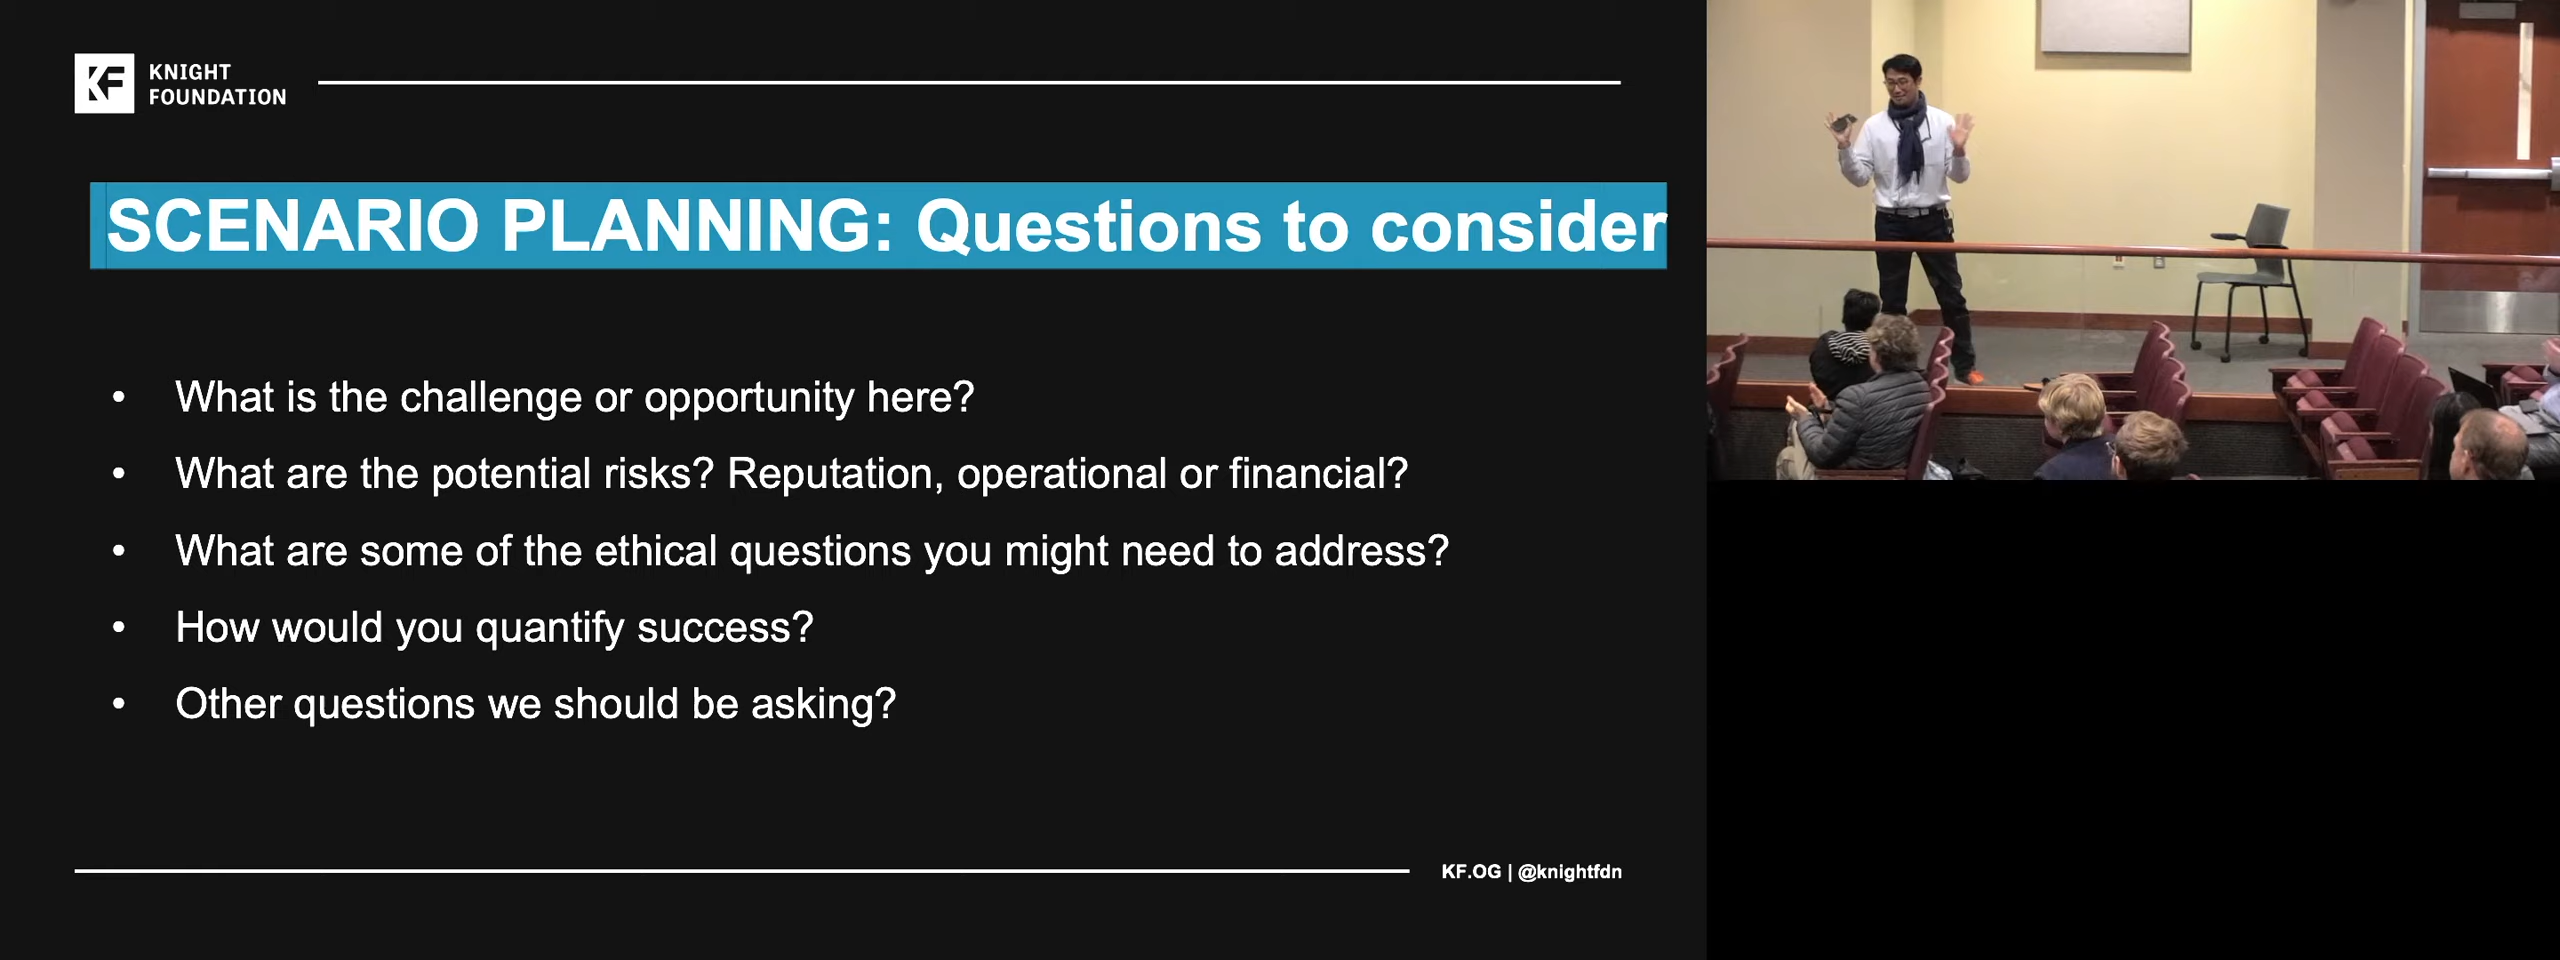 KNIGHT
FOUNDATION
SCENARIO PLANNING: Questions to consider
• What is the challenge or opportunity here?
• What are the potential risks? Reputation, operational or financial?
• What are some of the ethical questions you might need to address?
• How would you quantify success?
• Other questions we should be asking?
KF.OG | @knightfdn